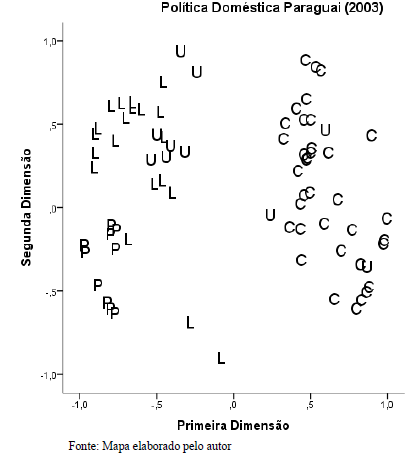 Política Doméstica Paraguai (2003)
1,0
,5
,0
-,5
-1,0
Segunda Dimensão
-1,0 -,5 ,0 ,5 1,0
Primeira Dimensão
Fonte: Mapa elaborado pelo autor